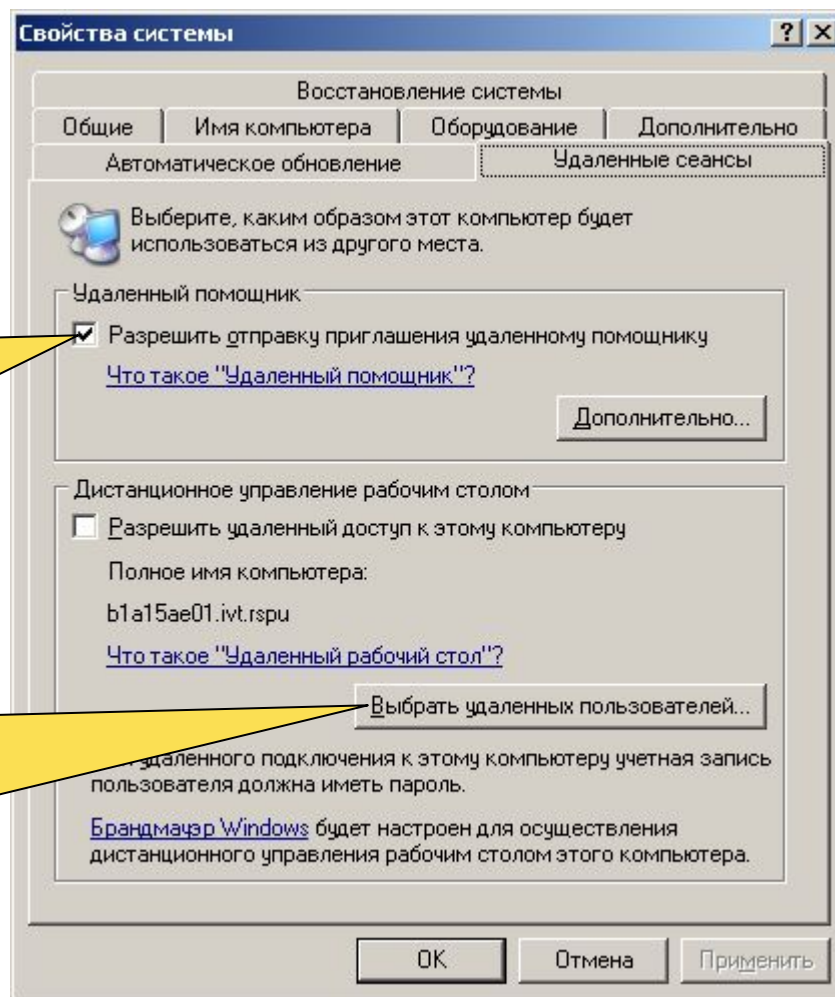 Свойства системы
Восстановление системы
Общие Имя компьютера Оборудование Дополнительно
Автоматическое обновление Удаленные сеансы
Выберите, каким образом этот компьютер будет
использоваться из другого места.
Удаленный помощник
Разрешить отправку приглашения удаленному помощнику
Что такое "Удаленный помощник"?
Дополнительно...
Дистанционное управление рабочим столом
Разрешить удаленный доступ к этому компьютеру
Полное имя компьютера:
b1a15ae01.ivt.rspu
Что такое "Удаленный рабочий стол"?
Выбрать удаленных пользователей...
удаленного подключения к этому компьютеру учетная запись
пользователя должна иметь пароль.
Брандмауэр Windows будет настроен для осуществления
дистанционного управления рабочим столом этого компьютера.
OK Отмена Применить